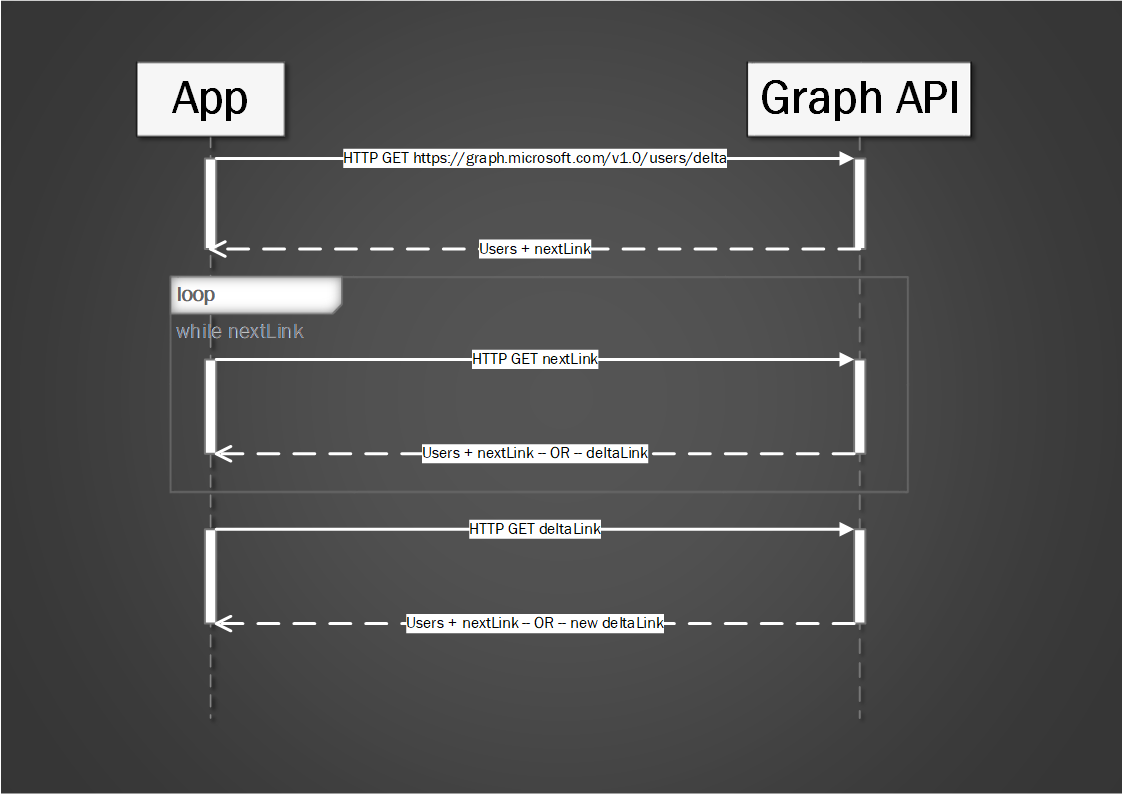 App
Graph API
HTTP GET https://graph.microsoft.com/v1.0/users/delta
Users + nextLink
loop
while nextLink
HTTP GET nextLink
Users + nextLink – OR – deltaLink
HTTP GET deltaLink
Users + nextLink – OR – new deltaLink